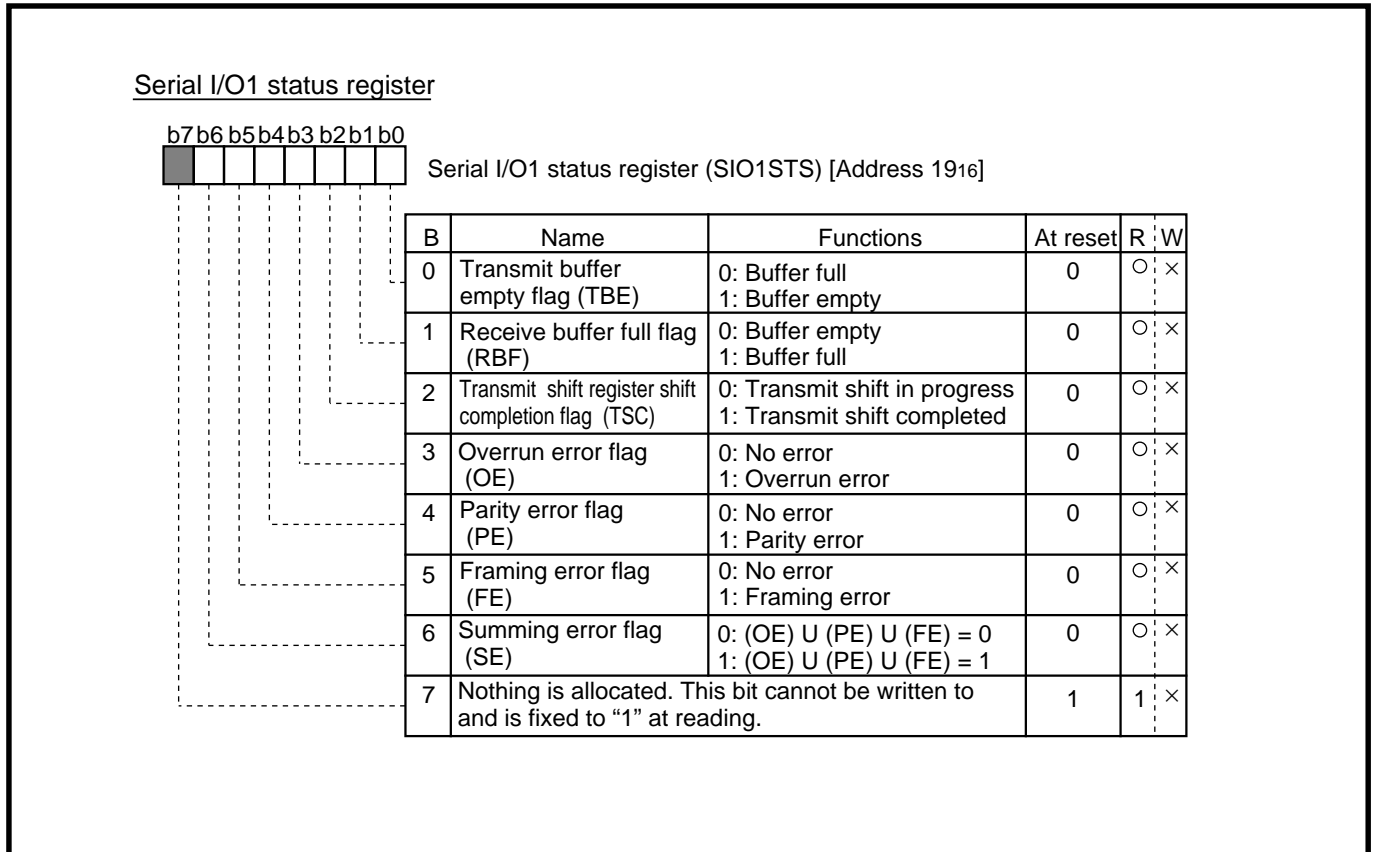 Serial I/O1 status register
b7 b6 b5 b4 b3 b2 b1 b0
Serial I/O1 status register (SIO1STS) [Address 1916]
B Name Functions At reset R W
0 Transmit buffer empty flag (TBE) 0: Buffer full 0 ○ ×
1: Buffer empty
1 Receive buffer full flag (RBF) 0: Buffer empty 0 ○ ×
1: Buffer full
2 Transmit shift register shift completion flag (TSC) 0: Transmit shift in progress 0 ○ ×
1: Transmit shift completed
3 Overrun error flag (OE) 0: No error 0 ○ ×
1: Overrun error
4 Parity error flag (PE) 0: No error 0 ○ ×
1: Parity error
5 Framing error flag (FE) 0: No error 0 ○ ×
1: Framing error
6 Summing error flag (SE) 0: (OE) U (PE) U (FE) = 0 0 ○ ×
1: (OE) U (PE) U (FE) = 1
7 Nothing is allocated. This bit cannot be written to 1 1 ×
and is fixed to “1” at reading.